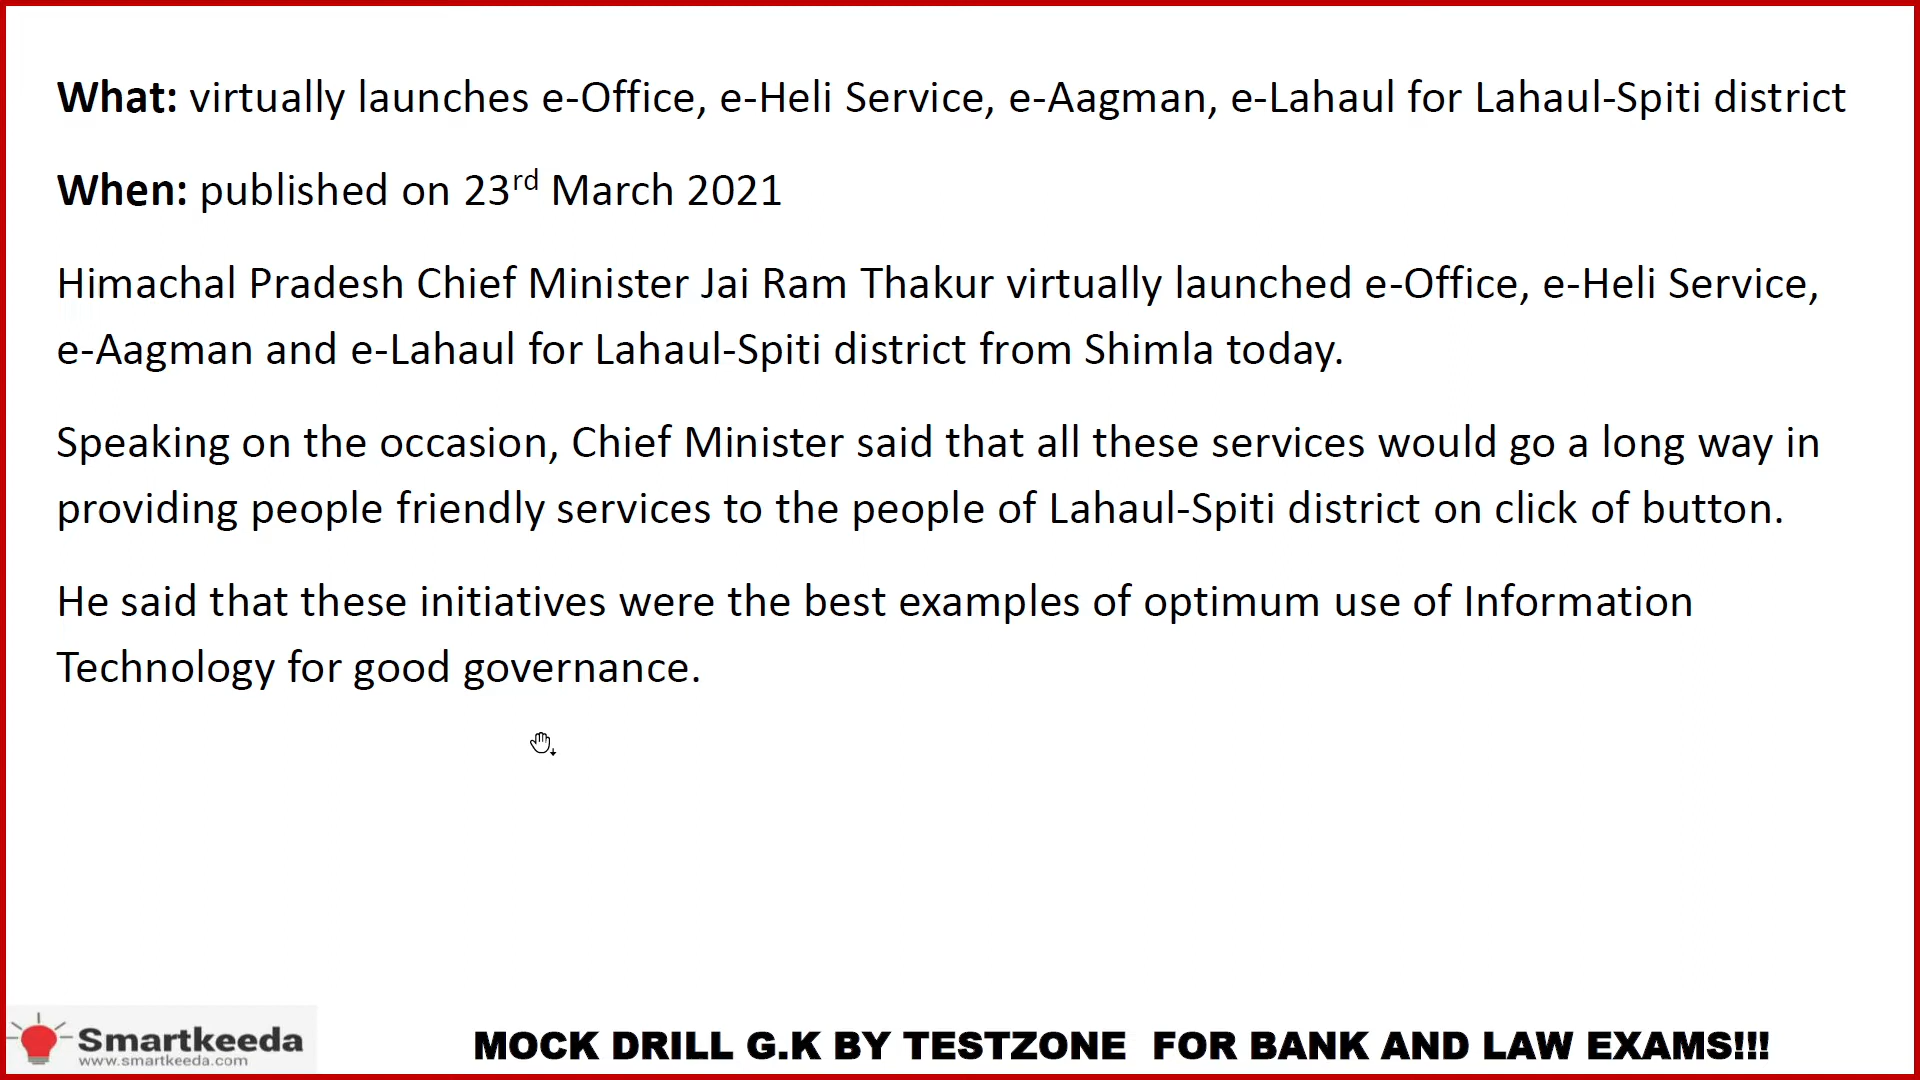 What: virtually launches e-Office, e-Heli Service, e-Aagman, e-Lahaul for Lahaul-Spiti district
When: published on 23rd March 2021
Himachal Pradesh Chief Minister Jai Ram Thakur virtually launched e-Office, e-Heli Service,
e-Aagman and e-Lahaul for Lahaul-Spiti district from Shimla today.
Speaking on the occasion, Chief Minister said that all these services would go a long way in
providing people friendly services to the people of Lahaul-Spiti district on click of button.
He said that these initiatives were the best examples of optimum use of Information
Technology for good governance.
Smartkeeda
www.smartkeeda.com
MOCK DRILL G.K BY TESTZONE FOR BANK AND LAW EXAMS!!!